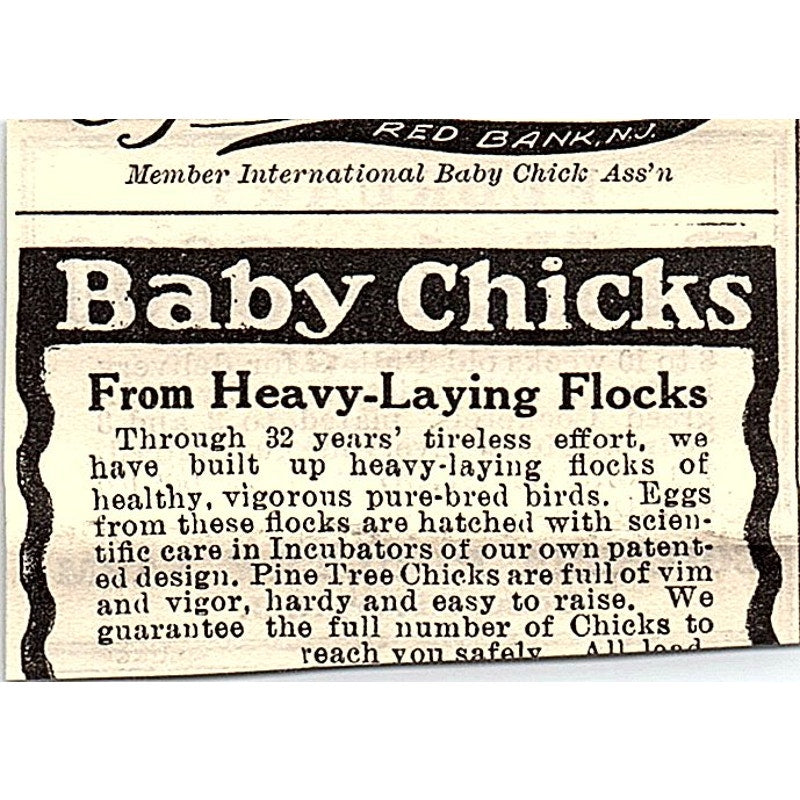 RED BANK, N.J.
Member International Baby Chick Ass'n
Baby Chicks
From Heavy-Laying Flocks
Through 32 years' tireless effort, we
have built up heavy-laying flocks of
healthy, vigorous pure-bred birds. Eggs
from these flocks are hatched with scien-
tific care in Incubators of our own patent-
ed design. Pine Tree Chicks are full of vim
and vigor, hardy and easy to raise. We
guarantee the full number of Chicks to
reach you safely. All lead